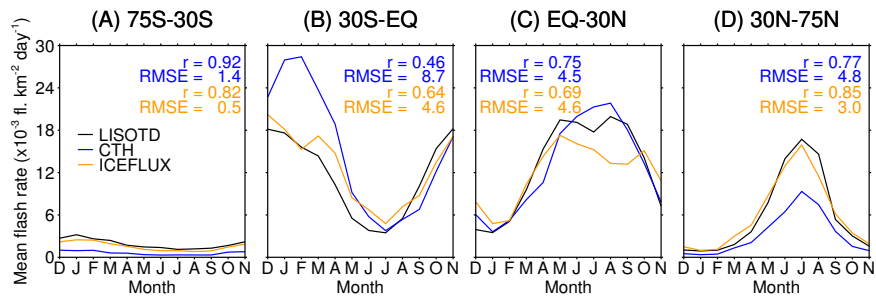 (A) 75S-30S
(B) 30S-EQ
(C) EQ-30N
(D) 30N-75N
Mean flash rate (x10⁻³ fl. km⁻² day⁻¹)
30
24
18
12
6
0
r = 0.92
RMSE = 1.4
r = 0.82
RMSE = 0.5
LISOTD
CTH
ICEFLUX
r = 0.46
RMSE = 8.7
r = 0.64
RMSE = 4.6
r = 0.75
RMSE = 4.5
r = 0.69
RMSE = 4.6
r = 0.77
RMSE = 4.8
r = 0.85
RMSE = 3.0
D J F M A M J J A S O N
D J F M A M J J A S O N
D J F M A M J J A S O N
D J F M A M J J A S O N
Month
Month
Month
Month